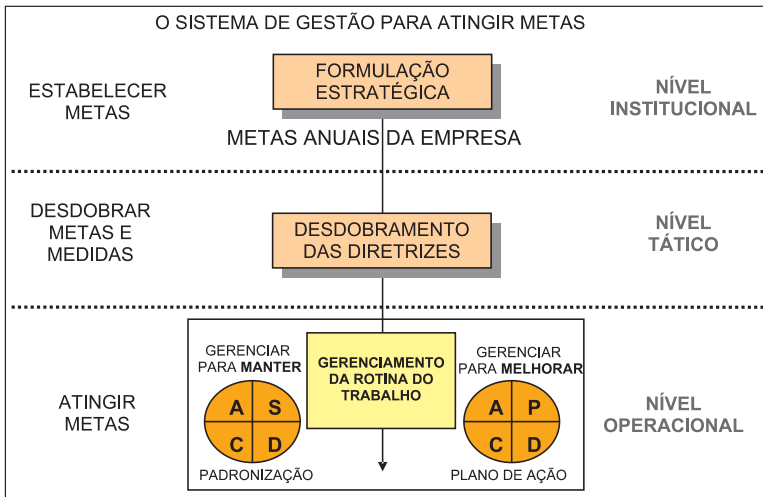 O SISTEMA DE GESTÃO PARA ATINGIR METAS
ESTABELECER
METAS
FORMULAÇÃO
ESTRATÉGICA
NÍVEL
INSTITUCIONAL
METAS ANUAIS DA EMPRESA
DESDOBRAR
METAS E
MEDIDAS
DESDOBRAMENTO
DAS DIRETRIZES
NÍVEL
TÁTICO
ATINGIR
METAS
GERENCIAR
PARA MANTER
A S
C D
PADRONIZAÇÃO
GERENCIAMENTO
DA ROTINA DO
TRABALHO
GERENCIAR
PARA MELHORAR
A P
C D
PLANO DE AÇÃO
NÍVEL
OPERACIONAL